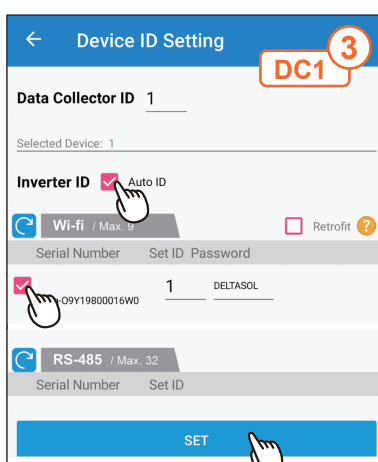 Device ID Setting
3
DC1
Data Collector ID 1
Selected Device: 1
Inverter ID Auto ID
Wi-fi / Max. 9 Retrofit ?
Serial Number Set ID Password
-O9Y19800016W0 1 DELTASOL
RS-485 / Max. 32
Serial Number Set ID
SET